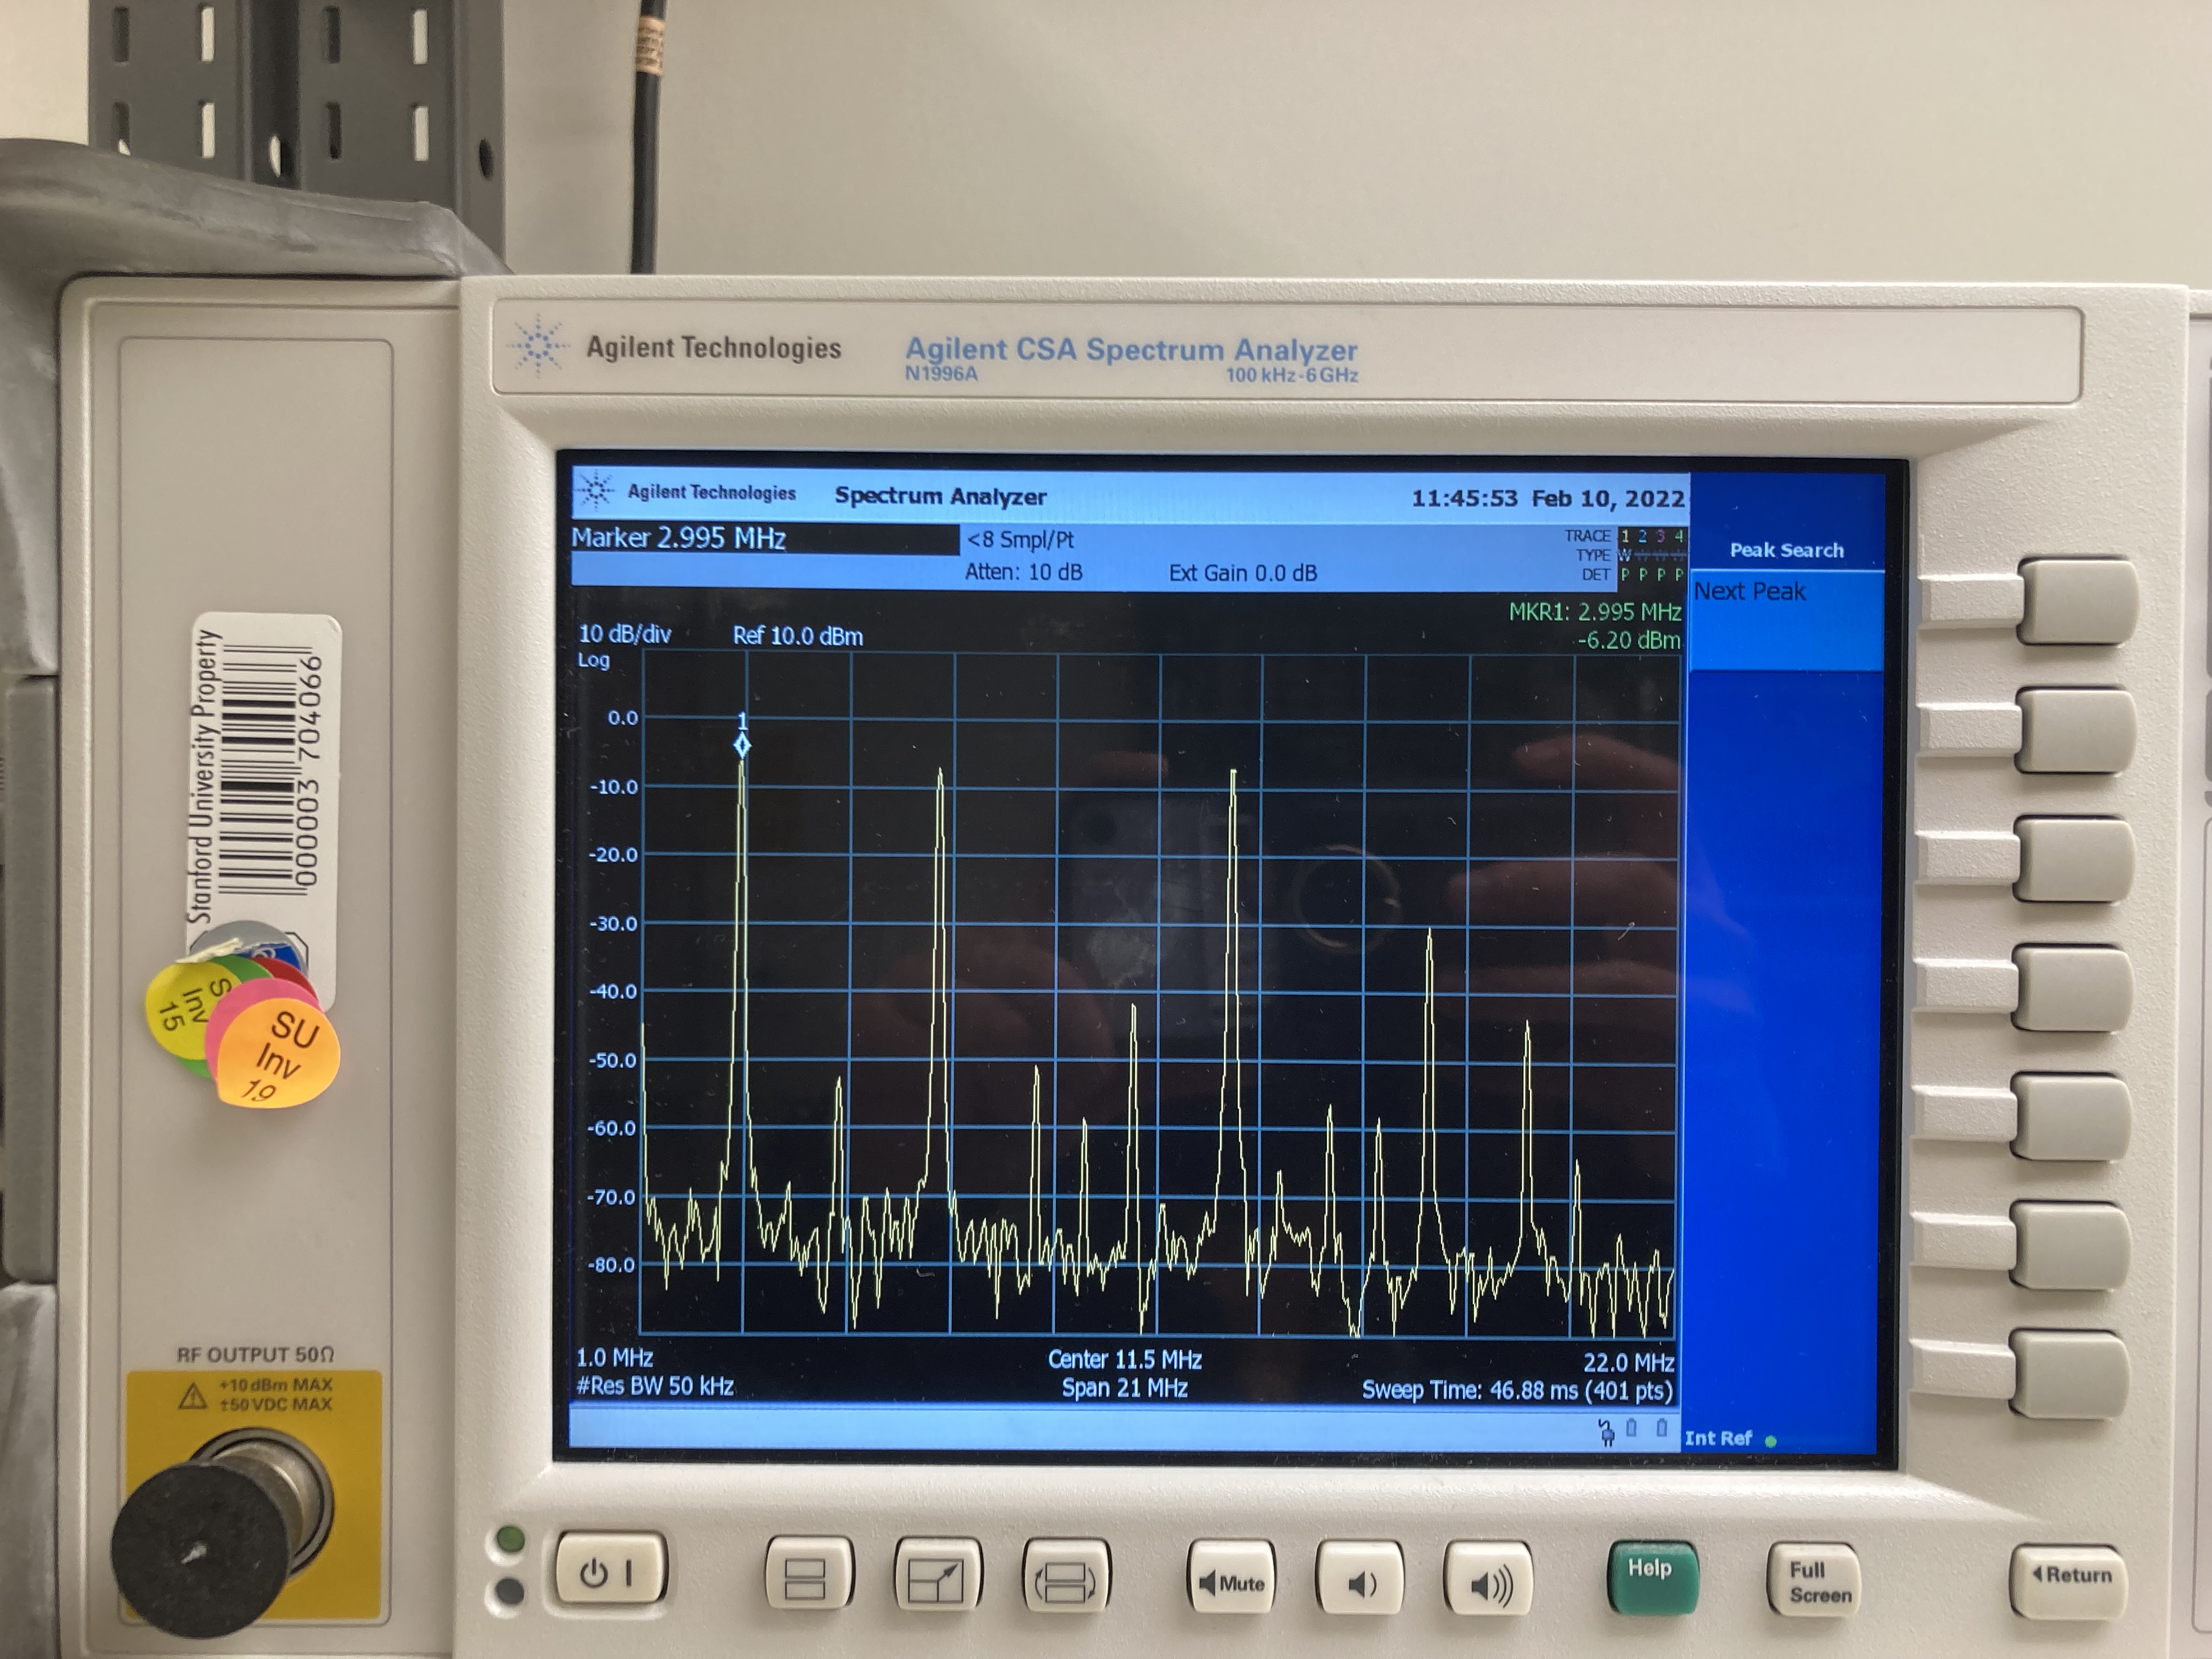 Agilent Technologies
Agilent CSA Spectrum Analyzer
N1996A
100 kHz-6 GHz
Agilent Technologies
Spectrum Analyzer
11:45:53 Feb 10, 2022
Marker 2.995 MHz
<8 Smpl/Pt
Atten: 10 dB
Ext Gain 0.0 dB
TRACE 1 2 3 4
TYPE W
DET P P P P
Peak Search
Next Peak
MKR1: 2.995 MHz
-6.20 dBm
10 dB/div
Ref 10.0 dBm
Log
1
0.0
-10.0
-20.0
-30.0
-40.0
-50.0
-60.0
-70.0
-80.0
1.0 MHz
Center 11.5 MHz
22.0 MHz
#Res BW 50 kHz
Span 21 MHz
Sweep Time: 46.88 ms (401 pts)
Int Ref
Stanford University Property
000003 704066
S
Inv
15
SU
Inv
19
RF OUTPUT 50Ω
+10 dBm MAX
±50 VDC MAX
Mute
Help
Full
Screen
Return